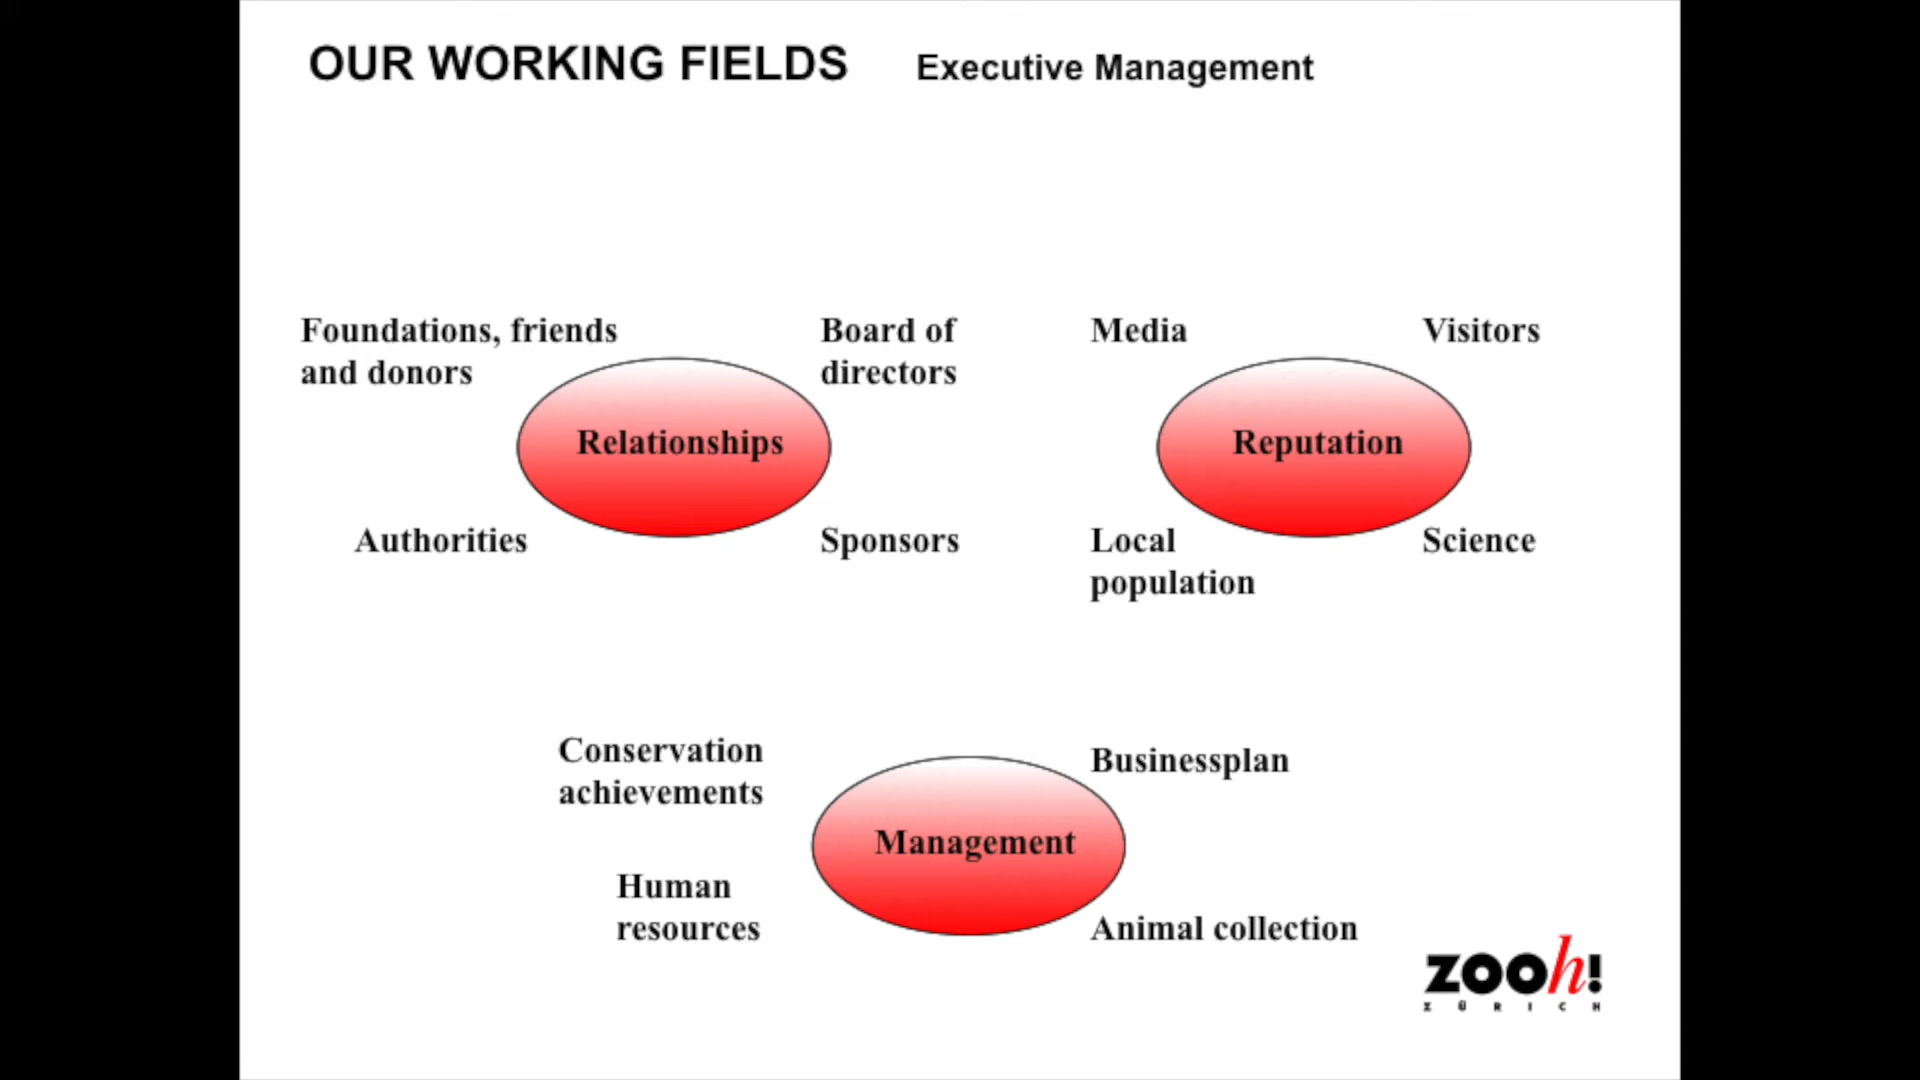 OUR WORKING FIELDS Executive Management
Foundations, friends
and donors
Board of
directors
Relationships
Authorities
Sponsors
Media
Visitors
Reputation
Local
population
Science
Conservation
achievements
Businessplan
Management
Human
resources
Animal collection
zooh!
ZÜRICH